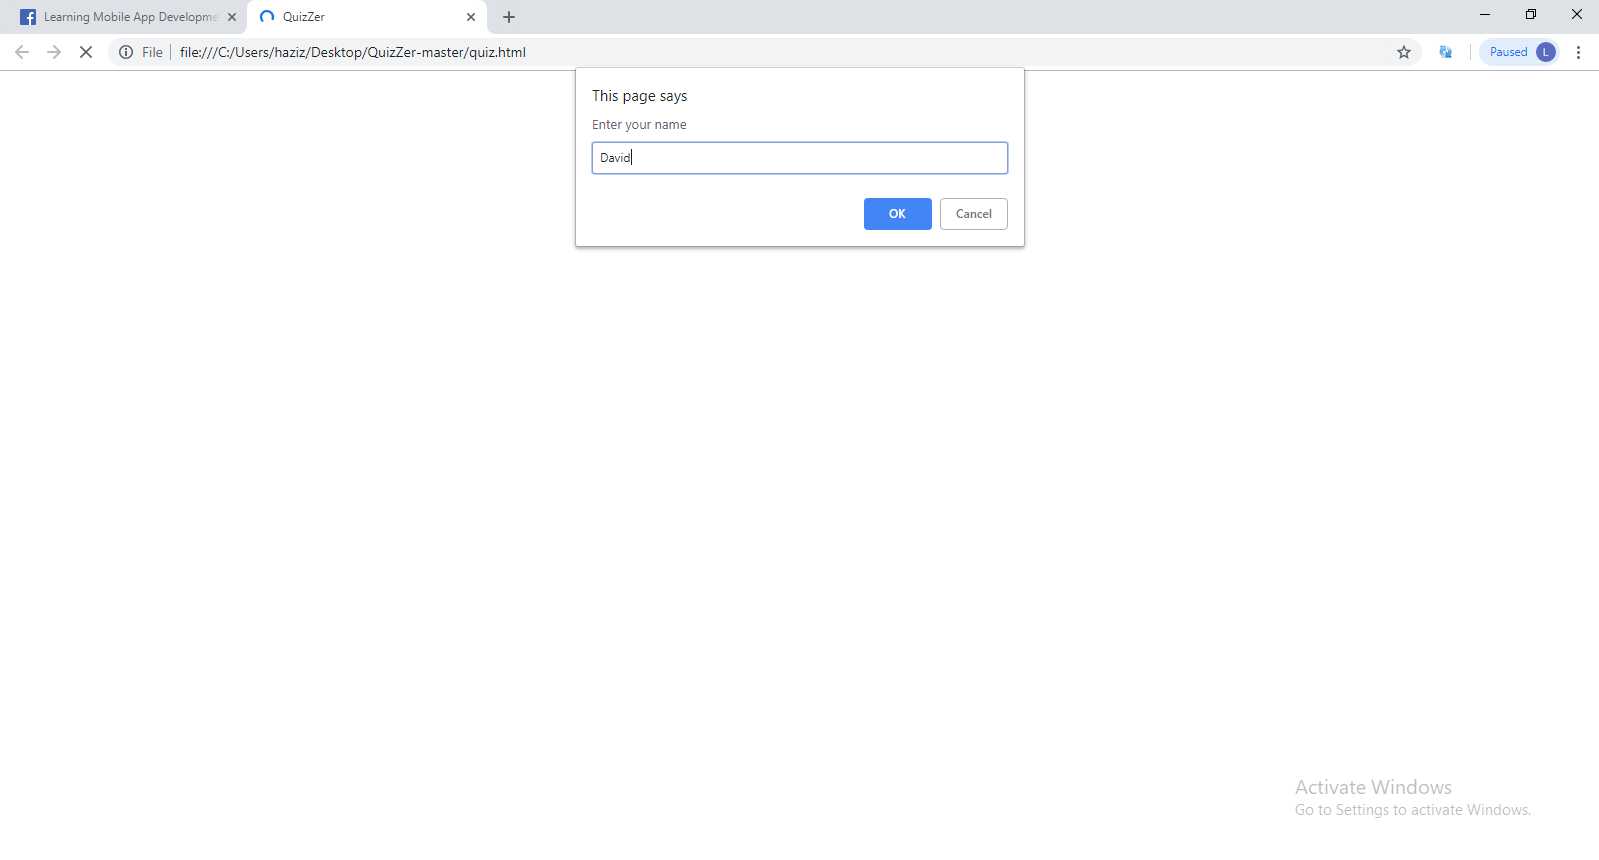 Learning Mobile App Developme
QuizZer
File
file:///C:/Users/haziz/Desktop/QuizZer-master/quiz.html
Paused
L
This page says
Enter your name
David
OK
Cancel
Activate Windows
Go to Settings to activate Windows.